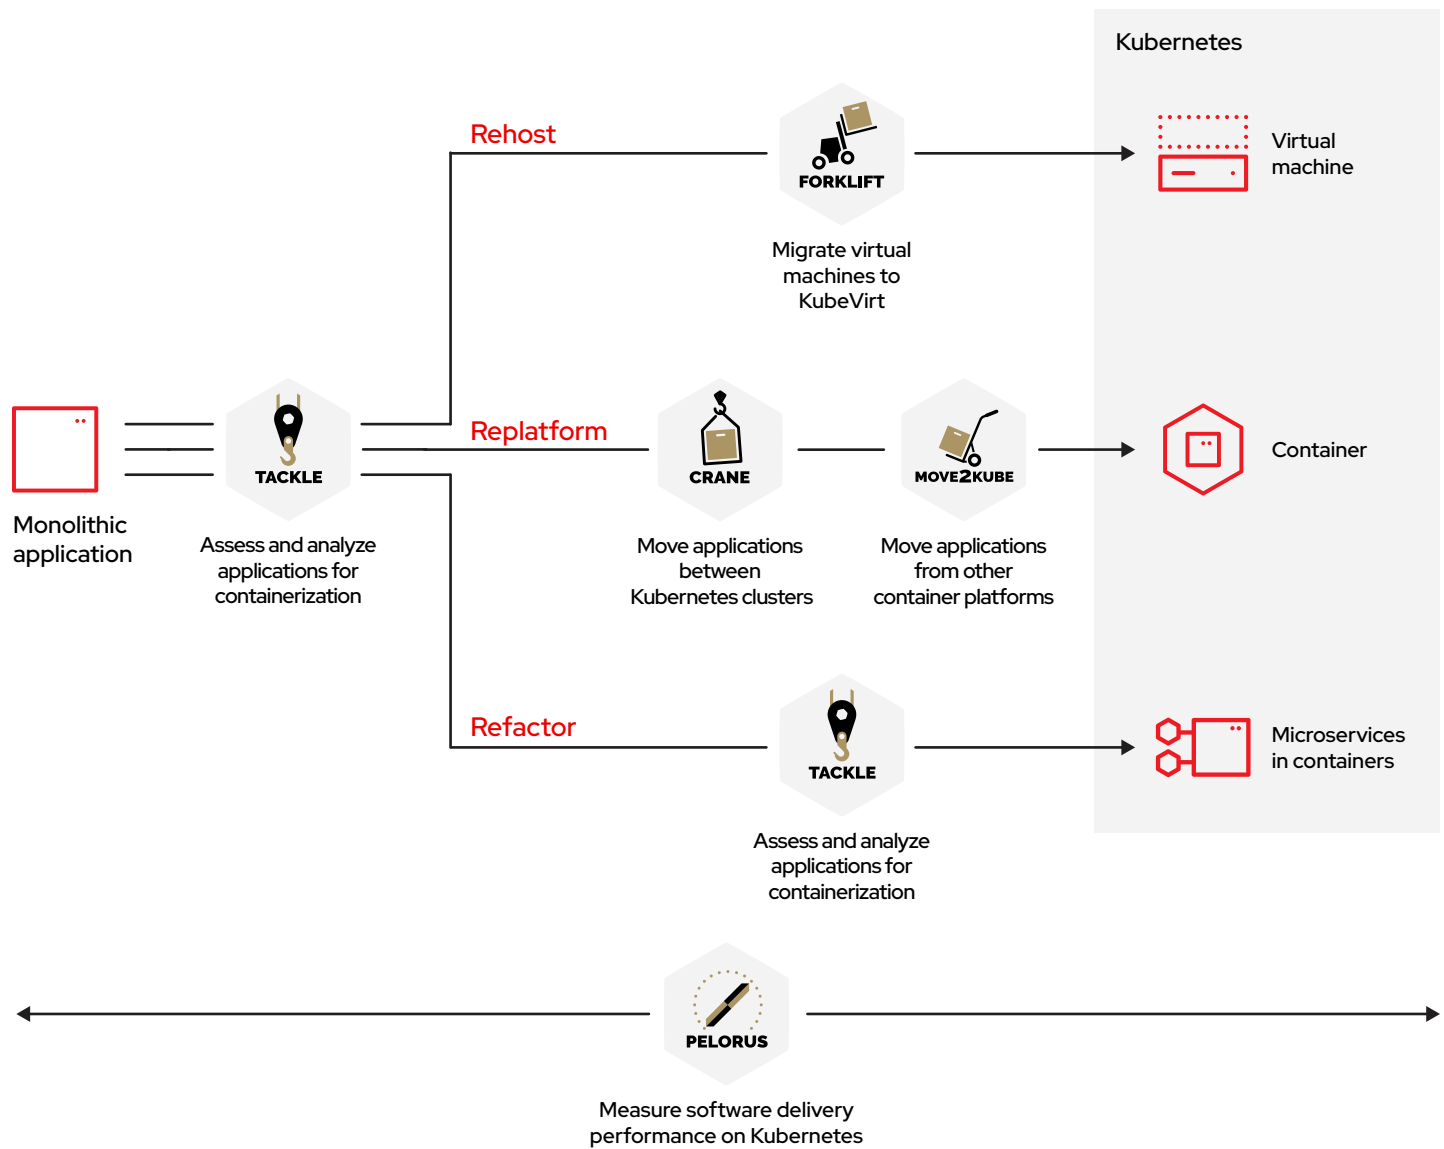 Kubernetes
Rehost
FORKLIFT
Migrate virtual
machines to
KubeVirt
Virtual
machine
Monolithic
application
TACKLE
Assess and analyze
applications for
containerization
Replatform
CRANE
Move applications
between
Kubernetes clusters
MOVE2KUBE
Move applications
from other
container platforms
Container
Refactor
TACKLE
Assess and analyze
applications for
containerization
Microservices
in containers
PELORUS
Measure software delivery
performance on Kubernetes